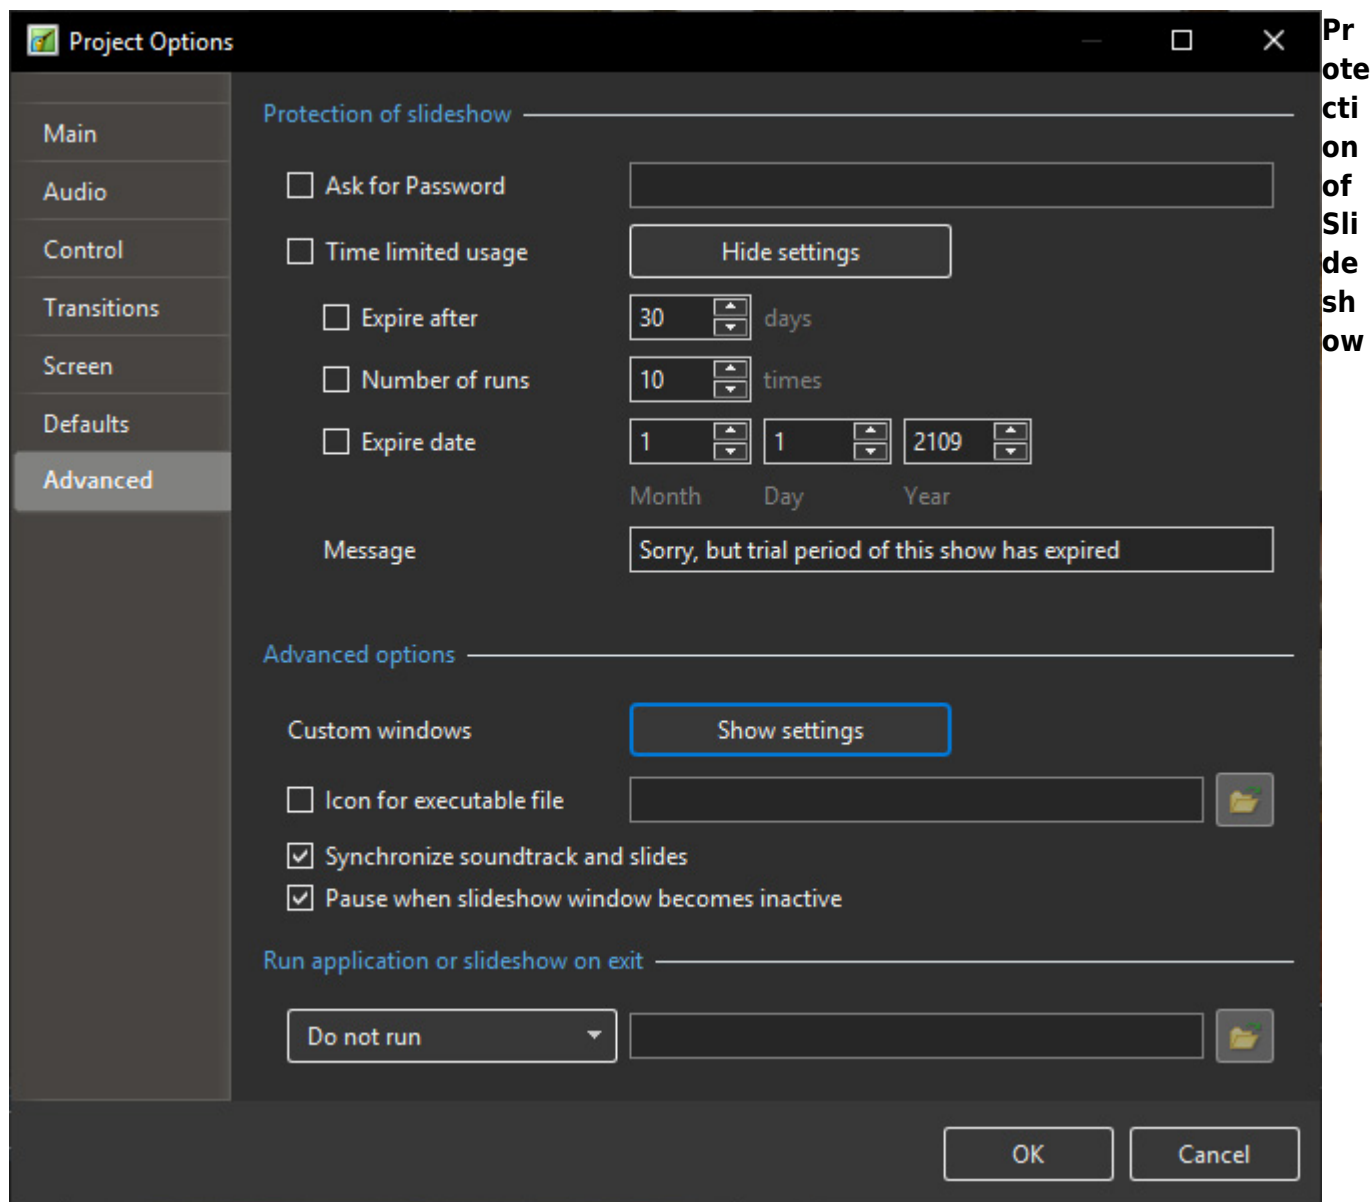 Project Options
Main
Audio
Control
Transitions
Screen
Defaults
Advanced
Protection of slideshow
Ask for Password
Time limited usage Hide settings
Expire after 30 days
Number of runs 10 times
Expire date 1 1 2109
Month Day Year
Message Sorry, but trial period of this show has expired
Advanced options
Custom windows Show settings
Icon for executable file
Synchronize soundtrack and slides
Pause when slideshow window becomes inactive
Run application or slideshow on exit
Do not run
OK Cancel
Pr
ote
cti
on
of
Sli
de
sh
ow